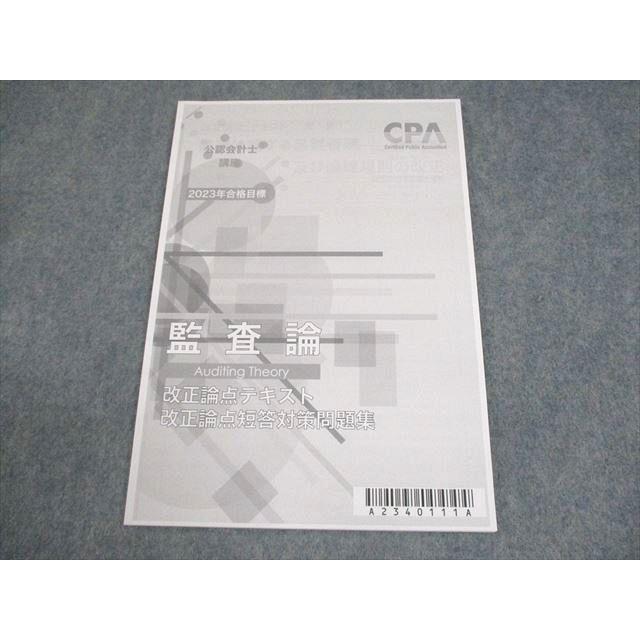 公認会計士
講座
CPA
Certified Public Accountant
2023年合格目標
監査論
Auditing Theory
改正論点テキスト
改正論点短答対策問題集
A2340111A